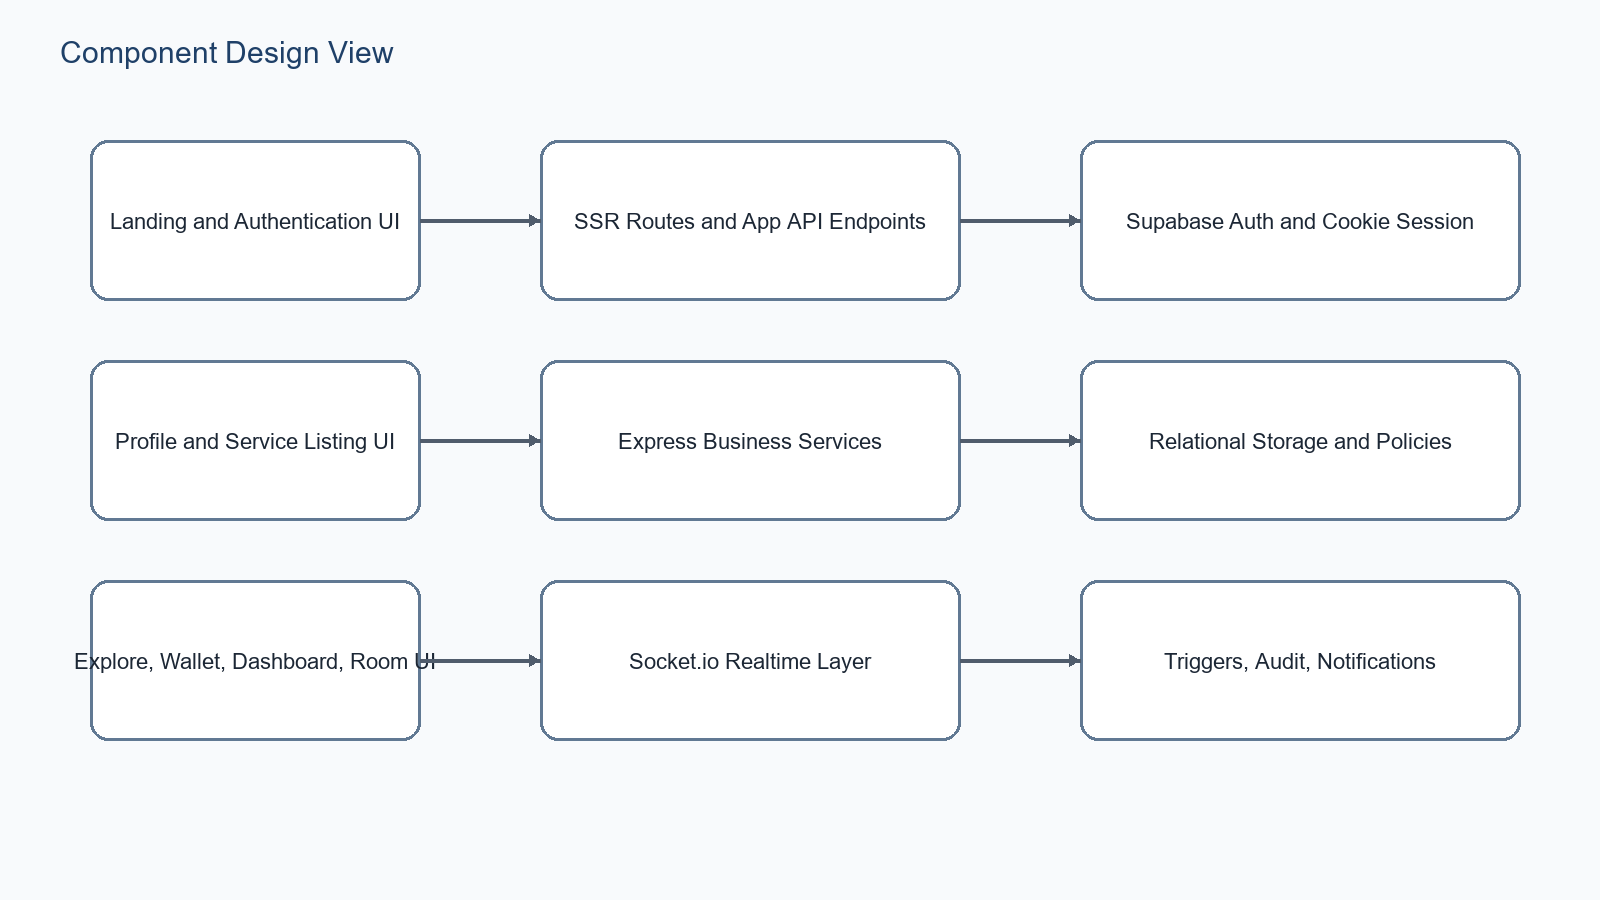 Component Design View
Landing and Authentication UI
SSR Routes and App API Endpoints
Supabase Auth and Cookie Session
Profile and Service Listing UI
Express Business Services
Relational Storage and Policies
Explore, Wallet, Dashboard, Room UI
Socket.io Realtime Layer
Triggers, Audit, Notifications